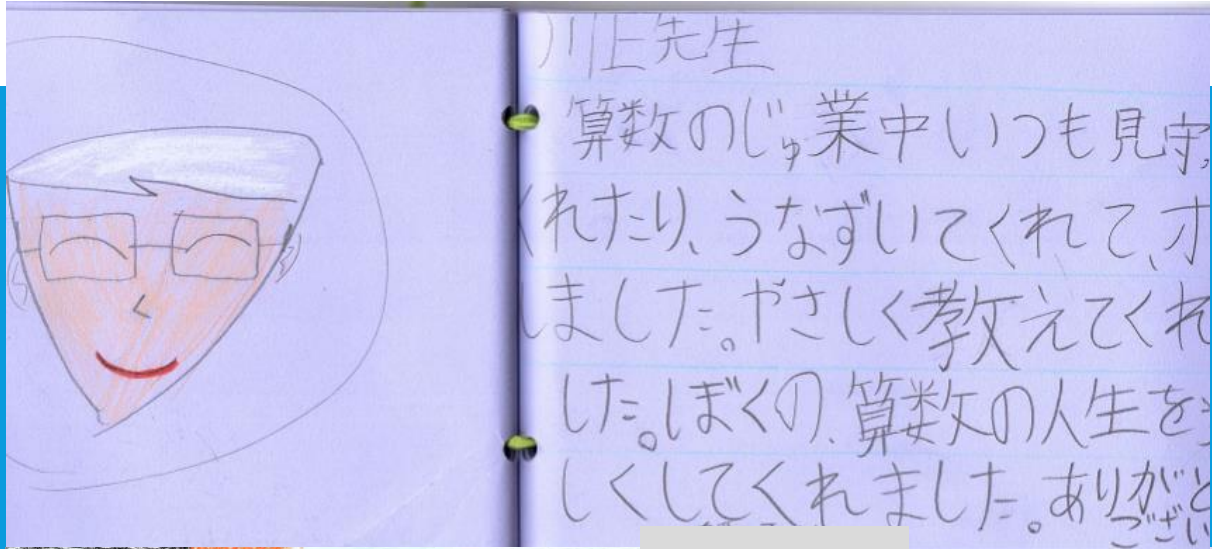 川上先生
算数のじゅ業中いつも見守
くれたり、うなずいてくれて、オ
しました。やさしく教えてくれ
した。ぼくの、算数の人生を
しくしてくれました。ありがと
ござい